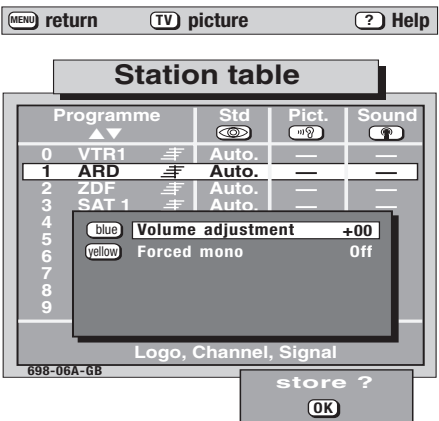 MENU return TV picture ? Help
Station table
Programme Std Pict. Sound
0 VTR1 Auto. — —
1 ARD Auto. — —
2 ZDF Auto. — —
3 SAT 1 Auto. — —
4
blue Volume adjustment +00
5
yellow Forced mono Off
6
7
8
9
Logo, Channel, Signal
698-06A-GB
store ?
OK